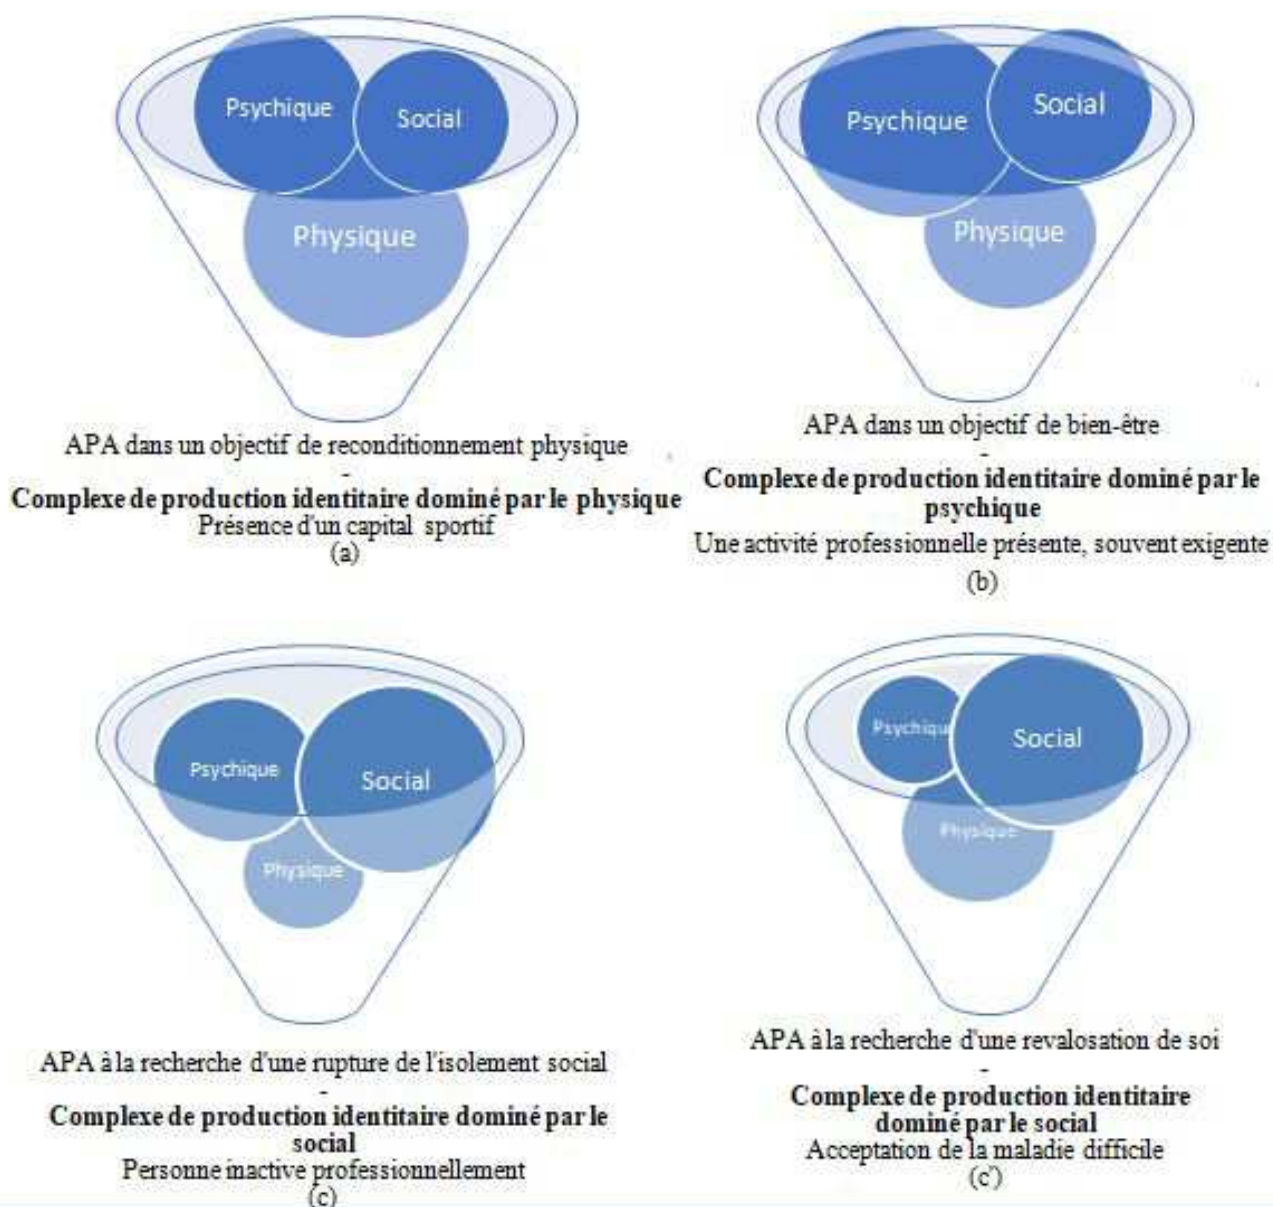 Psychique
Social
Physique
APA dans un objectif de reconditionnement physique
-
Complexe de production identitaire dominé par le physique
Présence d'un capital sportif
(a)
Psychique
Social
Physique
APA dans un objectif de bien-être
-
Complexe de production identitaire dominé par le
psychique
Une activité professionnelle présente, souvent exigente
(b)
Psychique
Social
Physique
APA à la recherche d'une rupture de l'isolement social
-
Complexe de production identitaire dominé par le
social
Personne inactive professionnellement
(c)
Psychique
Social
Physique
APA à la recherche d'une revalosation de soi
-
Complexe de production identitaire
dominé par le social
Acceptation de la maladie difficile
(c')